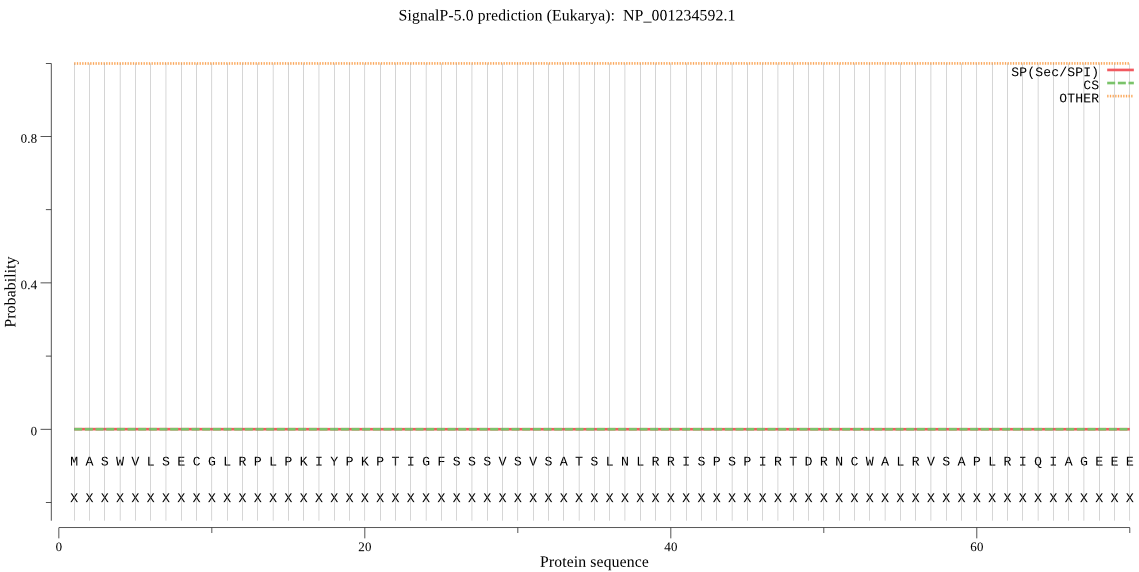 SignalP-5.0 prediction (Eukarya): NP_001234592.1
SP(Sec/SPI)
CS
OTHER
0.8
0.4
0
Probability
M A S W V L S E C G L R P L P K I Y P K P T I G F S S S V S V S A T S L N L R R I S P S P I R T D R N C W A L R V S A P L R I Q I A G E E E
X X X X X X X X X X X X X X X X X X X X X X X X X X X X X X X X X X X X X X X X X X X X X X X X X X X X X X X X X X X X X X X X X X X X X X
0 20 40 60
Protein sequence